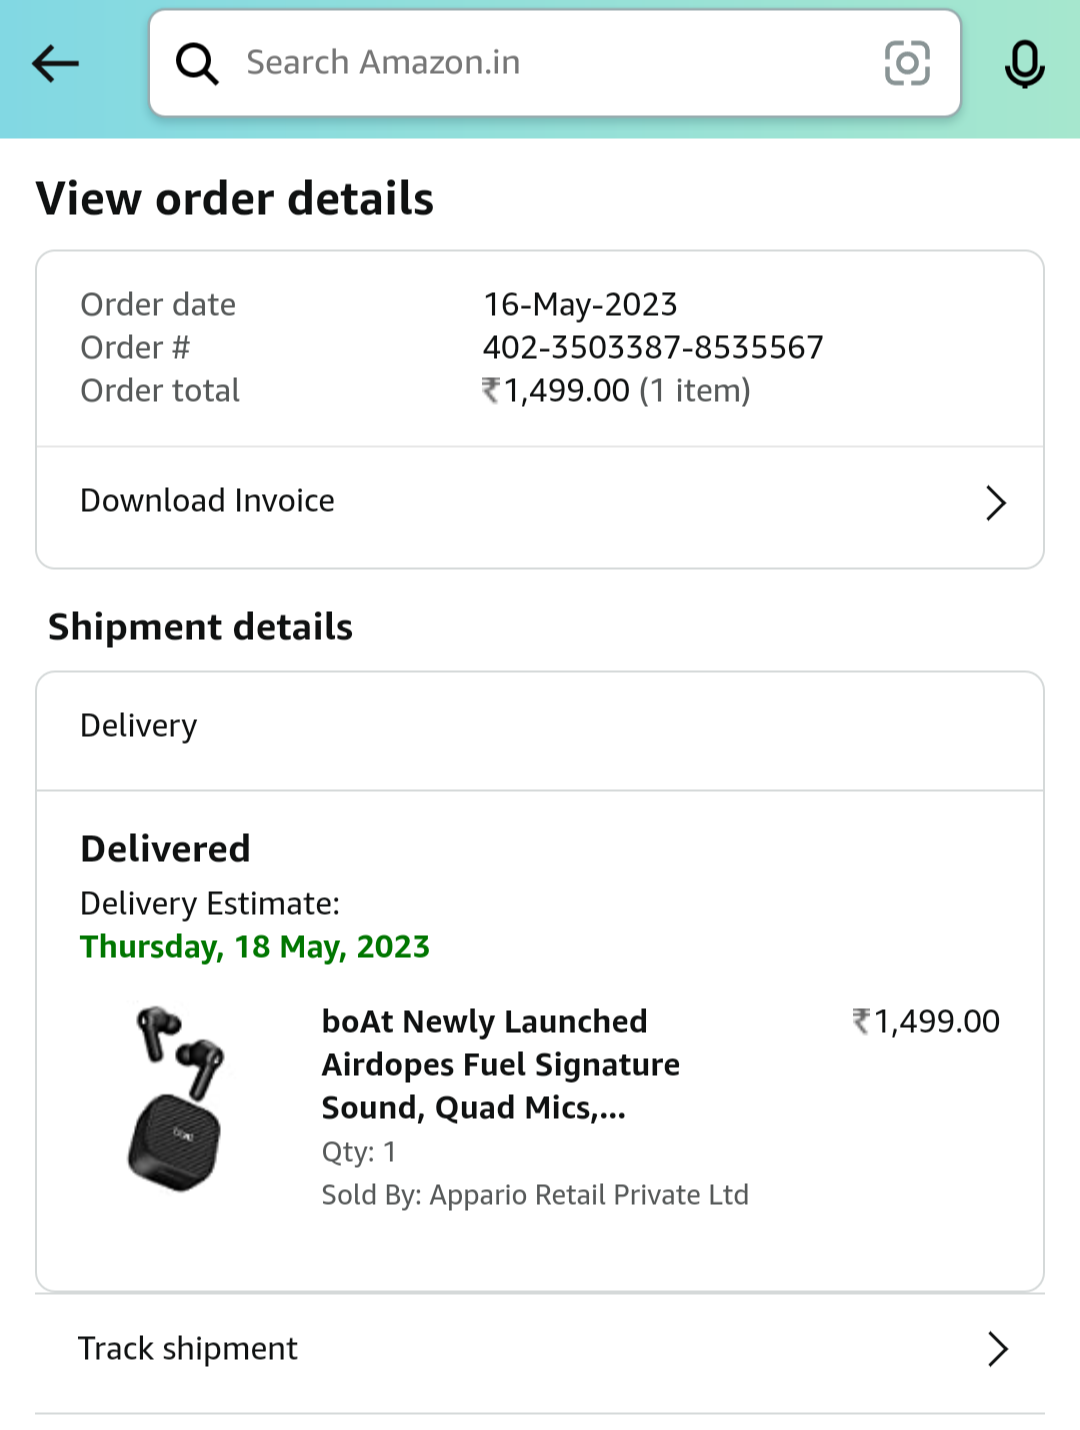 Search Amazon.in
View order details
Order date 16-May-2023
Order # 402-3503387-8535567
Order total ₹1,499.00 (1 item)
Download Invoice
Shipment details
Delivery
Delivered
Delivery Estimate:
Thursday, 18 May, 2023
boAt Newly Launched ₹1,499.00
Airdopes Fuel Signature
Sound, Quad Mics,...
Qty: 1
Sold By: Appario Retail Private Ltd
boAt
Track shipment